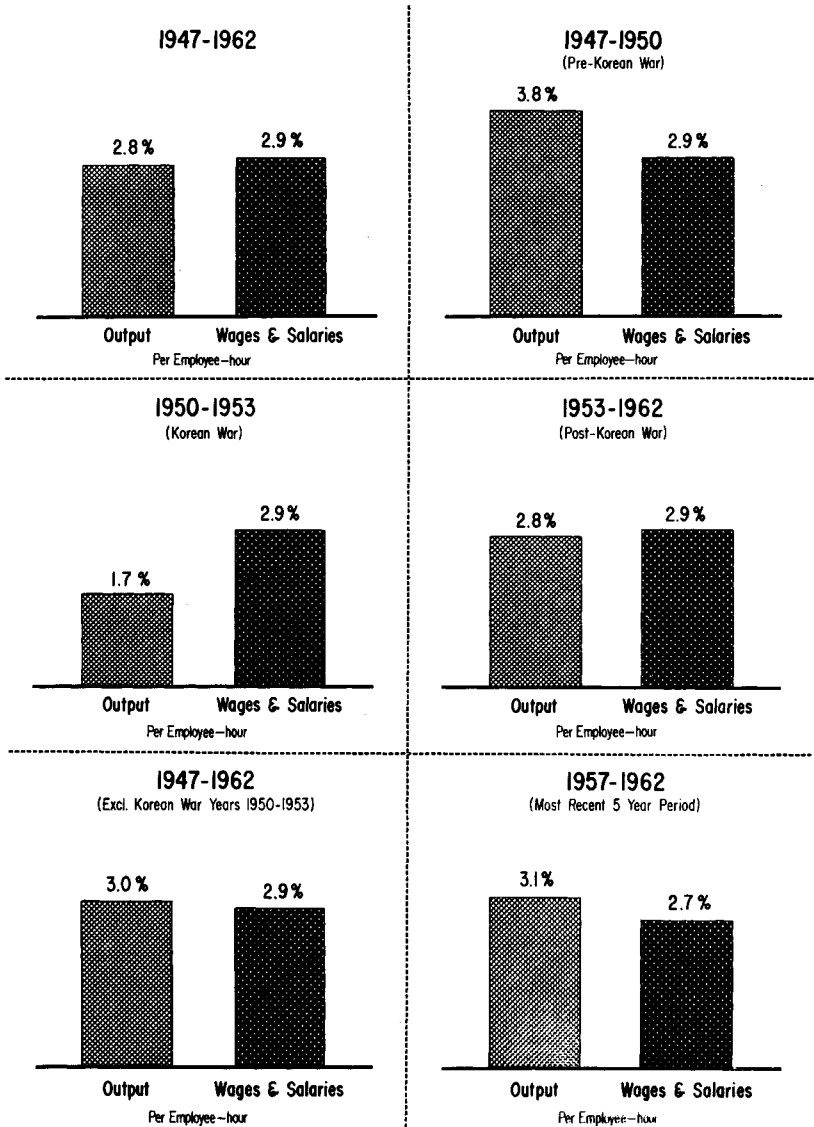 1947-1962
2.8%
2.9%
Output Wages & Salaries
Per Employee-hour
1947-1950
(Pre-Korean War)
3.8%
2.9%
Output Wages & Salaries
Per Employee-hour
1950-1953
(Korean War)
1.7%
2.9%
Output Wages & Salaries
Per Employee-hour
1953-1962
(Post-Korean War)
2.8%
2.9%
Output Wages & Salaries
Per Employee-hour
1947-1962
(Excl. Korean War Years 1950-1953)
3.0%
2.9%
Output Wages & Salaries
Per Employee-hour
1957-1962
(Most Recent 5 Year Period)
3.1%
2.7%
Output Wages & Salaries
Per Employee-hour